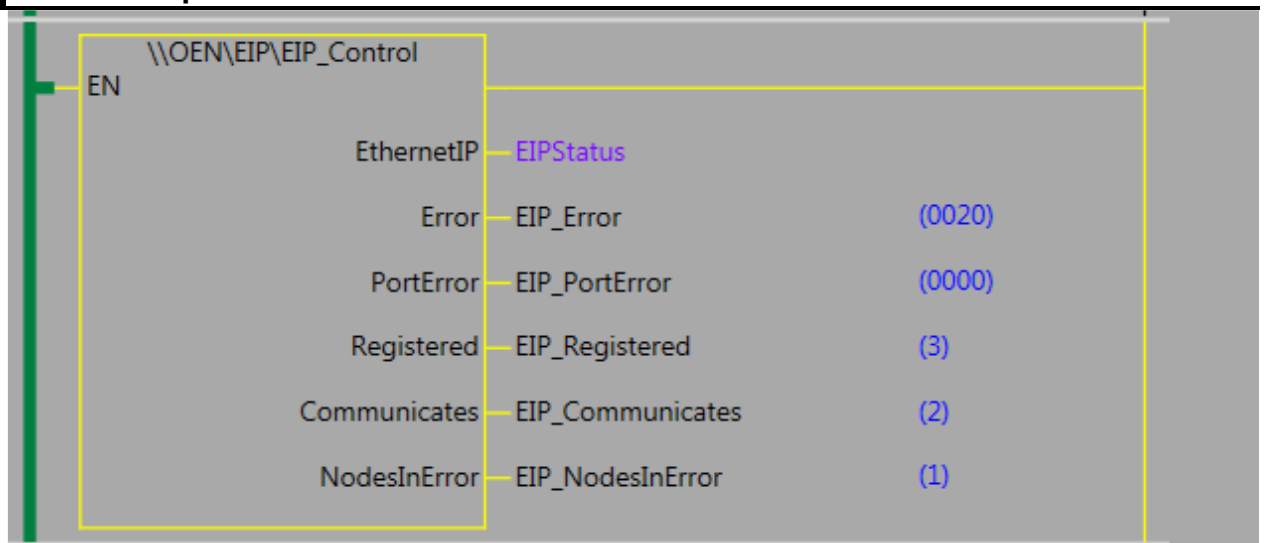 \\OEN\EIP\EIP_Control
EN
EthernetIP EIPStatus
Error EIP_Error (0020)
PortError EIP_PortError (0000)
Registered EIP_Registered (3)
Communicates EIP_Communicates (2)
NodesInError EIP_NodesInError (1)